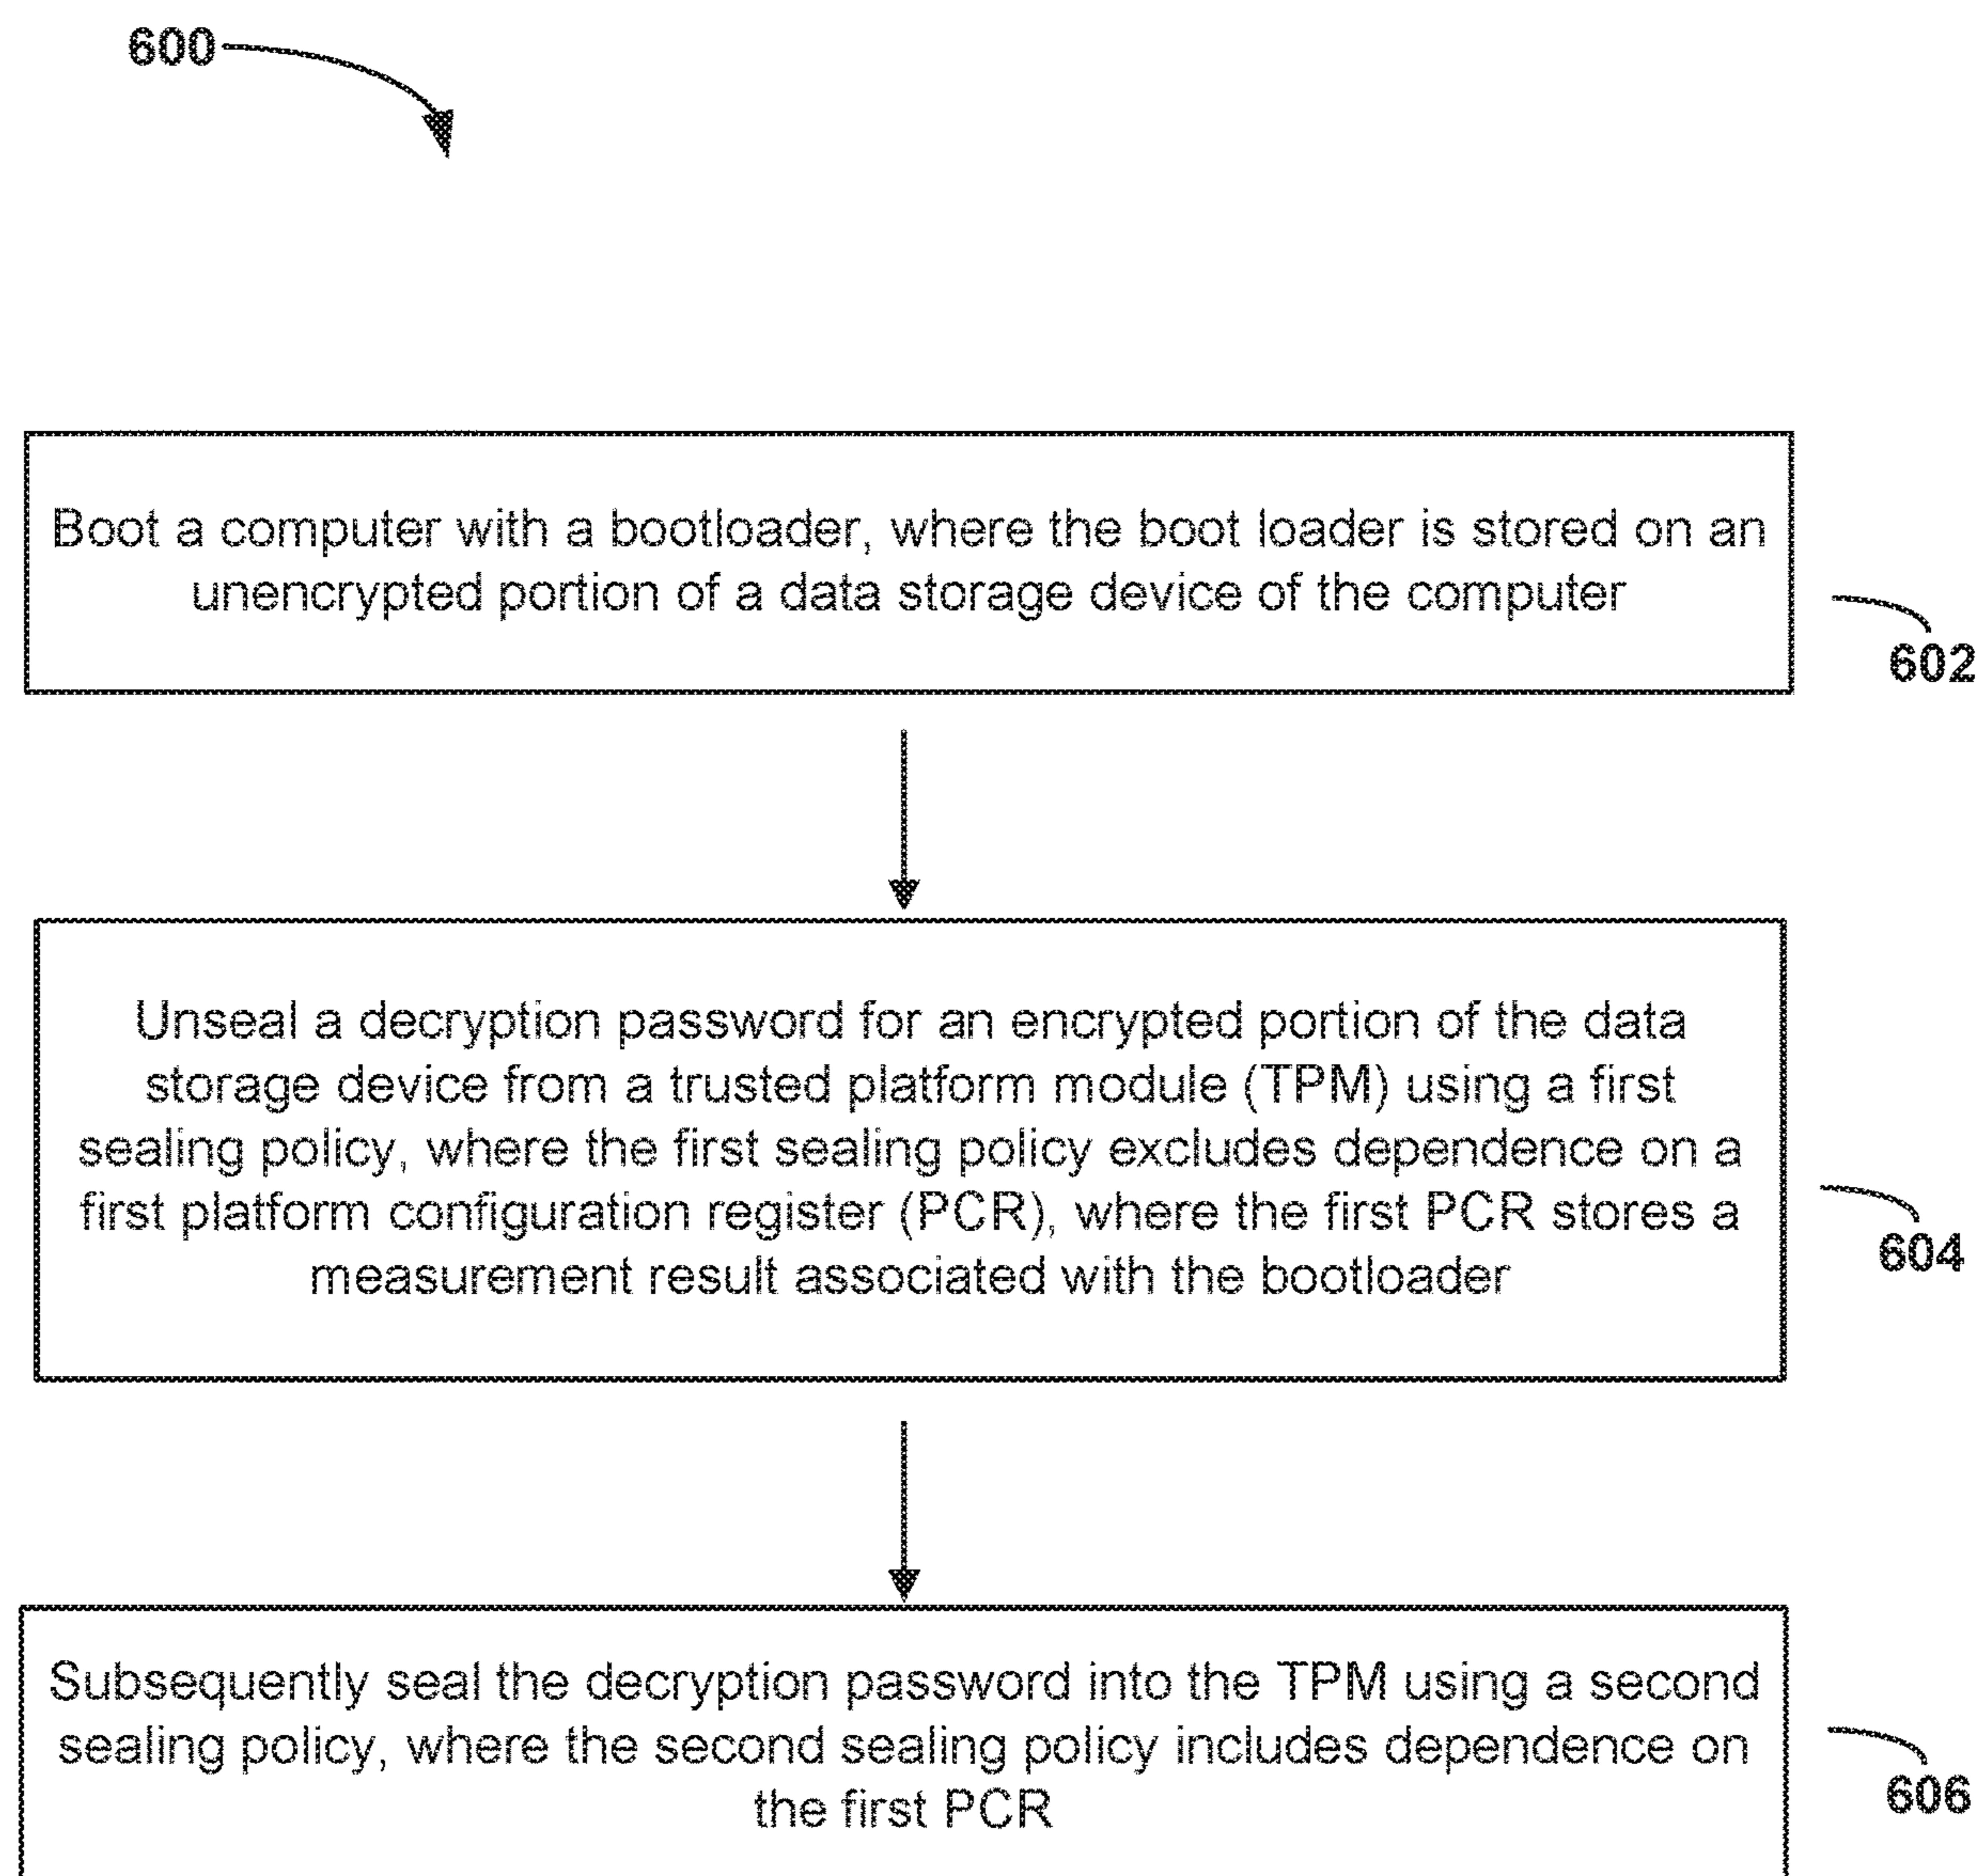 600
Boot a computer with a bootloader, where the boot loader is stored on an
unencrypted portion of a data storage device of the computer
602
Unseal a decryption password for an encrypted portion of the data
storage device from a trusted platform module (TPM) using a first
sealing policy, where the first sealing policy excludes dependence on a
first platform configuration register (PCR), where the first PCR stores a
measurement result associated with the bootloader
604
Subsequently seal the decryption password into the TPM using a second
sealing policy, where the second sealing policy includes dependence on
the first PCR
606